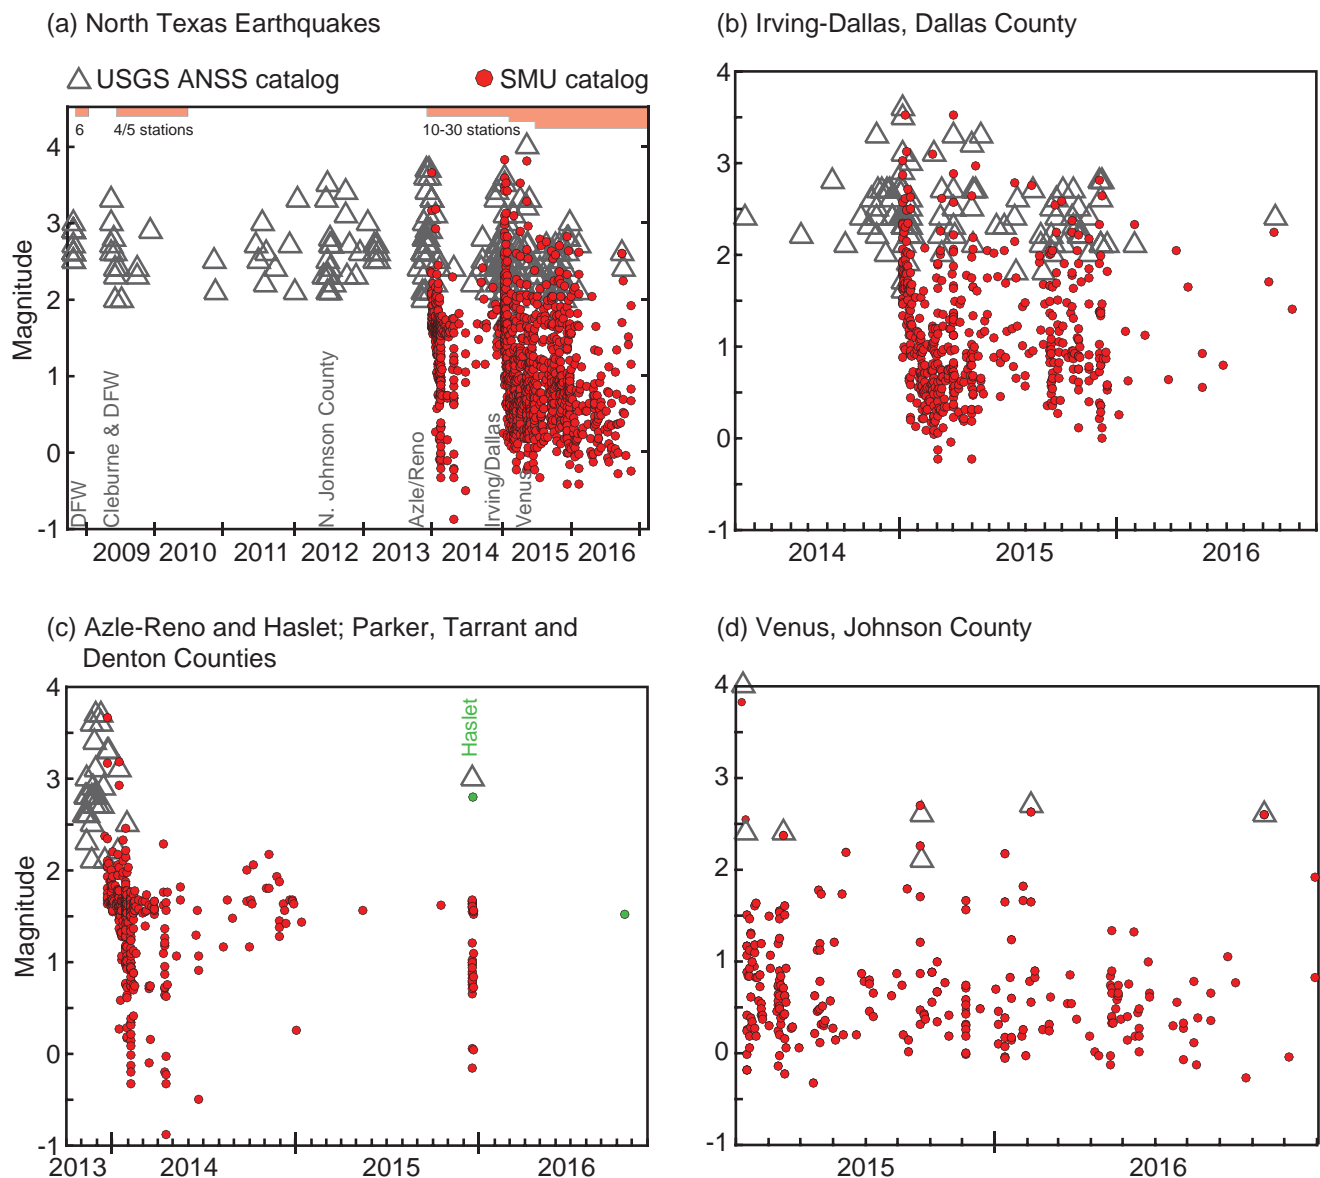 (a) North Texas Earthquakes
USGS ANSS catalog
SMU catalog
6
4/5 stations
10-30 stations
4
3
2
1
0
-1
Magnitude
DFW
Cleburne & DFW
N. Johnson County
Azle/Reno
Irving/Dallas
Venus
2009
2010
2011
2012
2013
2014
2015
2016
(b) Irving-Dallas, Dallas County
4
3
2
1
0
-1
2014
2015
2016
(c) Azle-Reno and Haslet; Parker, Tarrant and
Denton Counties
4
3
2
1
0
-1
Magnitude
Haslet
2013
2014
2015
2016
(d) Venus, Johnson County
4
3
2
1
0
-1
2015
2016